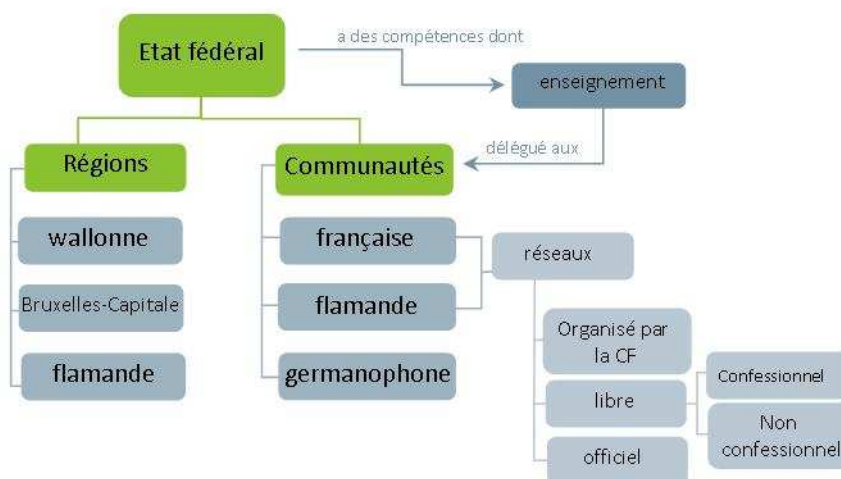 Etat fédéral
a des compétences dont
enseignement
délégué aux
Régions
Communautés
wallonne
Bruxelles-Capitale
flamande
française
flamande
germanophone
réseaux
Organisé par
la CF
libre
officiel
Confessionnel
Non
confessionnel